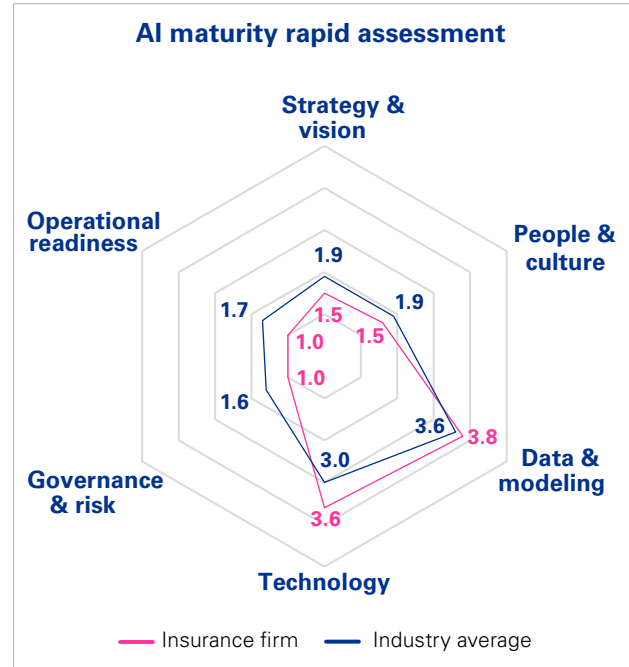 AI maturity rapid assessment
Strategy &
vision
Operational
readiness
People &
culture
1.9
1.7
1.9
1.5
1.5
1.0
1.0
1.6
3.6
3.8
3.0
Data &
modeling
Governance
& risk
3.6
Technology
Insurance firm
Industry average